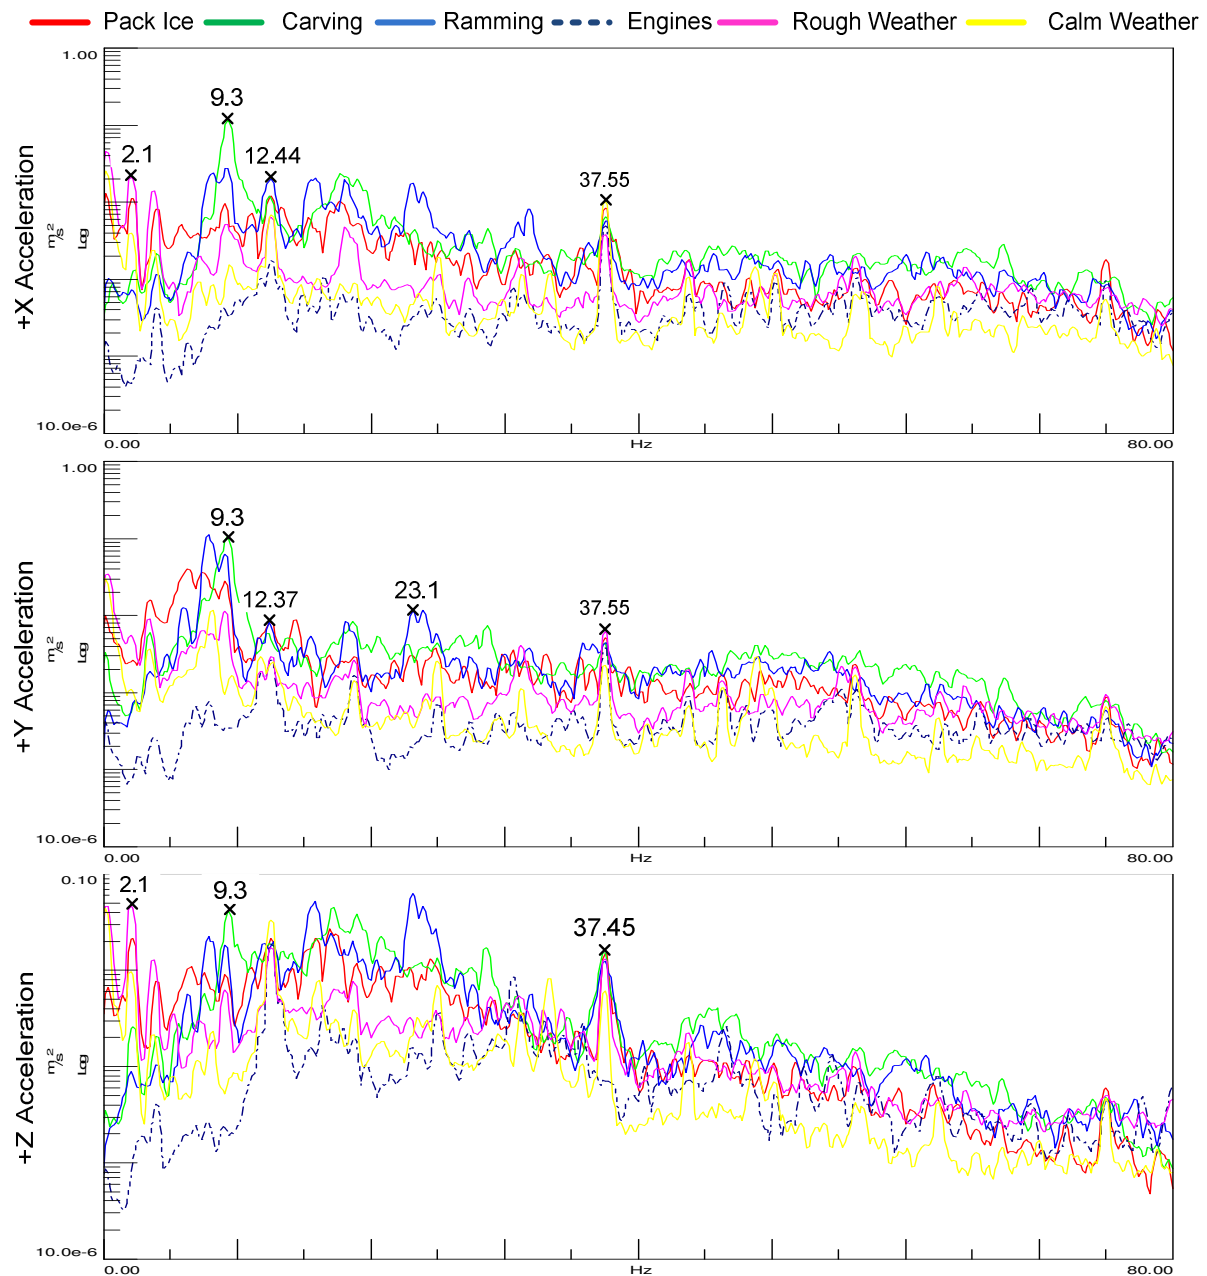 Pack Ice Carving Ramming Engines Rough Weather Calm Weather
+X Acceleration
m/s²
Log
1.00
9.3
2.1
12.44
37.55
10.0e-6
0.00 Hz 80.00
+Y Acceleration
m/s²
Log
1.00
9.3
12.37
23.1
37.55
10.0e-6
0.00 Hz 80.00
+Z Acceleration
m/s²
Log
0.10
2.1
9.3
37.45
10.0e-6
0.00 Hz 80.00